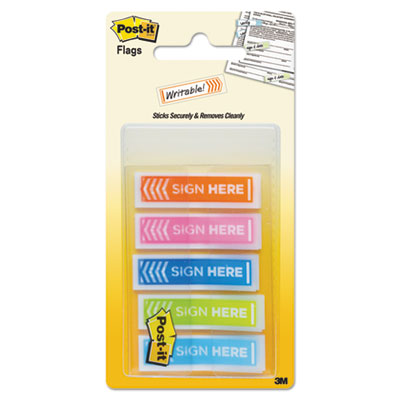 Post-it
Flags
Writable!
Sticks Securely & Removes Cleanly
SIGN HERE
SIGN HERE
SIGN HERE
SIGN HERE
SIGN HERE
Post-it
3M